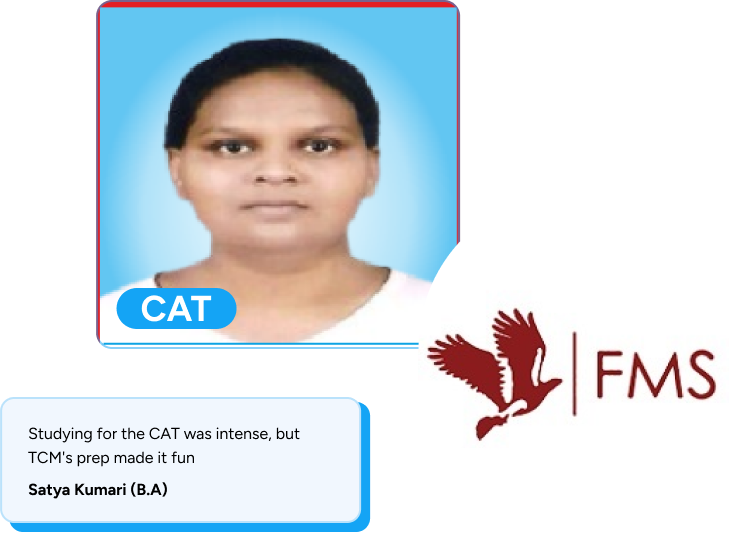 CAT
FMS
Studying for the CAT was intense, but
TCM's prep made it fun
Satya Kumari (B.A)